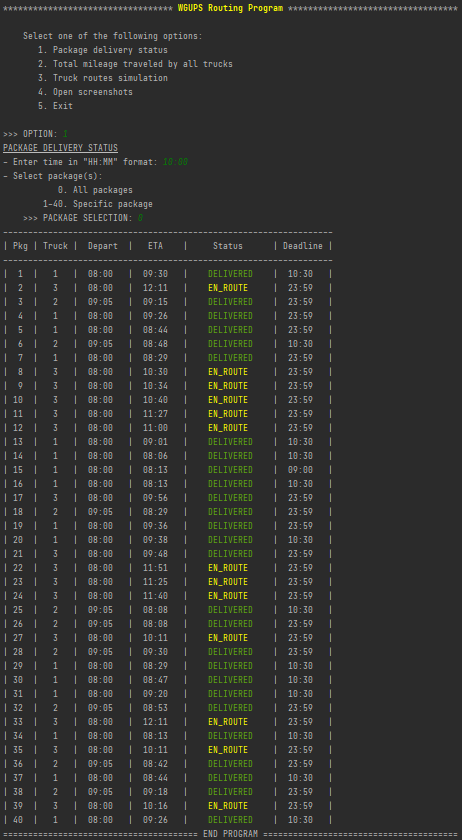 ********************************** WGUPS Routing Program **********************************
Select one of the following options:
1. Package delivery status
2. Total mileage traveled by all trucks
3. Truck routes simulation
4. Open screenshots
5. Exit
>>> OPTION: 1
PACKAGE DELIVERY STATUS
- Enter time in "HH:MM" format: 10:00
- Select package(s):
0. All packages
1-40. Specific package
>>> PACKAGE SELECTION: 0
------------------------------------------------------------------
| Pkg | Truck | Depart | ETA | Status | Deadline |
------------------------------------------------------------------
| 1 | 1 | 08:00 | 09:30 | DELIVERED | 10:30 |
| 2 | 3 | 08:00 | 12:11 | EN_ROUTE | 23:59 |
| 3 | 2 | 09:05 | 09:15 | DELIVERED | 23:59 |
| 4 | 1 | 08:00 | 09:26 | DELIVERED | 23:59 |
| 5 | 1 | 08:00 | 08:44 | DELIVERED | 23:59 |
| 6 | 2 | 09:05 | 08:48 | DELIVERED | 10:30 |
| 7 | 1 | 08:00 | 08:29 | DELIVERED | 23:59 |
| 8 | 3 | 08:00 | 10:30 | EN_ROUTE | 23:59 |
| 9 | 3 | 08:00 | 10:34 | EN_ROUTE | 23:59 |
| 10 | 3 | 08:00 | 10:40 | EN_ROUTE | 23:59 |
| 11 | 3 | 08:00 | 11:27 | EN_ROUTE | 23:59 |
| 12 | 3 | 08:00 | 11:00 | EN_ROUTE | 23:59 |
| 13 | 1 | 08:00 | 09:01 | DELIVERED | 10:30 |
| 14 | 1 | 08:00 | 08:06 | DELIVERED | 10:30 |
| 15 | 1 | 08:00 | 08:13 | DELIVERED | 09:00 |
| 16 | 1 | 08:00 | 08:13 | DELIVERED | 10:30 |
| 17 | 3 | 08:00 | 09:56 | DELIVERED | 23:59 |
| 18 | 2 | 09:05 | 08:29 | DELIVERED | 23:59 |
| 19 | 1 | 08:00 | 09:36 | DELIVERED | 23:59 |
| 20 | 1 | 08:00 | 09:38 | DELIVERED | 10:30 |
| 21 | 3 | 08:00 | 09:48 | DELIVERED | 23:59 |
| 22 | 3 | 08:00 | 11:51 | EN_ROUTE | 23:59 |
| 23 | 3 | 08:00 | 11:25 | EN_ROUTE | 23:59 |
| 24 | 3 | 08:00 | 11:40 | EN_ROUTE | 23:59 |
| 25 | 2 | 09:05 | 08:08 | DELIVERED | 10:30 |
| 26 | 2 | 09:05 | 08:08 | DELIVERED | 23:59 |
| 27 | 3 | 08:00 | 10:11 | EN_ROUTE | 23:59 |
| 28 | 2 | 09:05 | 09:30 | DELIVERED | 23:59 |
| 29 | 1 | 08:00 | 08:29 | DELIVERED | 10:30 |
| 30 | 1 | 08:00 | 08:47 | DELIVERED | 10:30 |
| 31 | 1 | 08:00 | 09:20 | DELIVERED | 10:30 |
| 32 | 2 | 09:05 | 08:53 | DELIVERED | 23:59 |
| 33 | 3 | 08:00 | 12:11 | EN_ROUTE | 23:59 |
| 34 | 1 | 08:00 | 08:13 | DELIVERED | 10:30 |
| 35 | 3 | 08:00 | 10:11 | EN_ROUTE | 23:59 |
| 36 | 2 | 09:05 | 08:42 | DELIVERED | 23:59 |
| 37 | 1 | 08:00 | 08:44 | DELIVERED | 10:30 |
| 38 | 2 | 09:05 | 09:18 | DELIVERED | 23:59 |
| 39 | 3 | 08:00 | 10:16 | EN_ROUTE | 23:59 |
| 40 | 1 | 08:00 | 09:26 | DELIVERED | 10:30 |
======================================= END PROGRAM =======================================